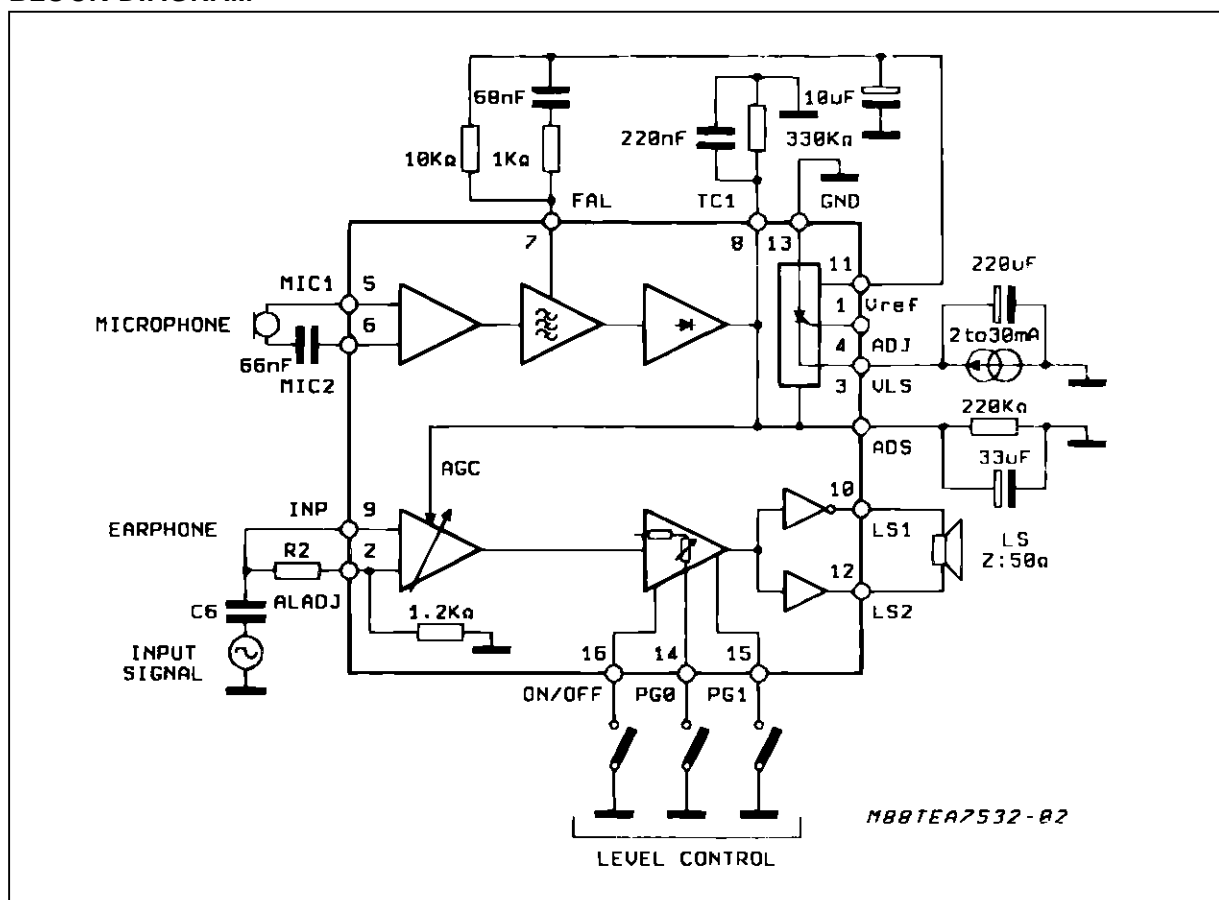 68nF
10uF
220nF
330KΩ
10KΩ
1KΩ
FAL
TC1
GND
7
8
13
11
220uF
MIC1
5
1
Vref
MICROPHONE
6
ADJ
2to30mA
4
66nF
MIC2
3
VLS
220KΩ
ADS
33uF
AGC
10
INP
9
LS1
EARPHONE
R2
2
LS
Z:50Ω
12
C6
ALADJ
1.2KΩ
LS2
INPUT
SIGNAL
16
14
15
ON/OFF
PG0
PG1
M88TEA7532-02
LEVEL CONTROL